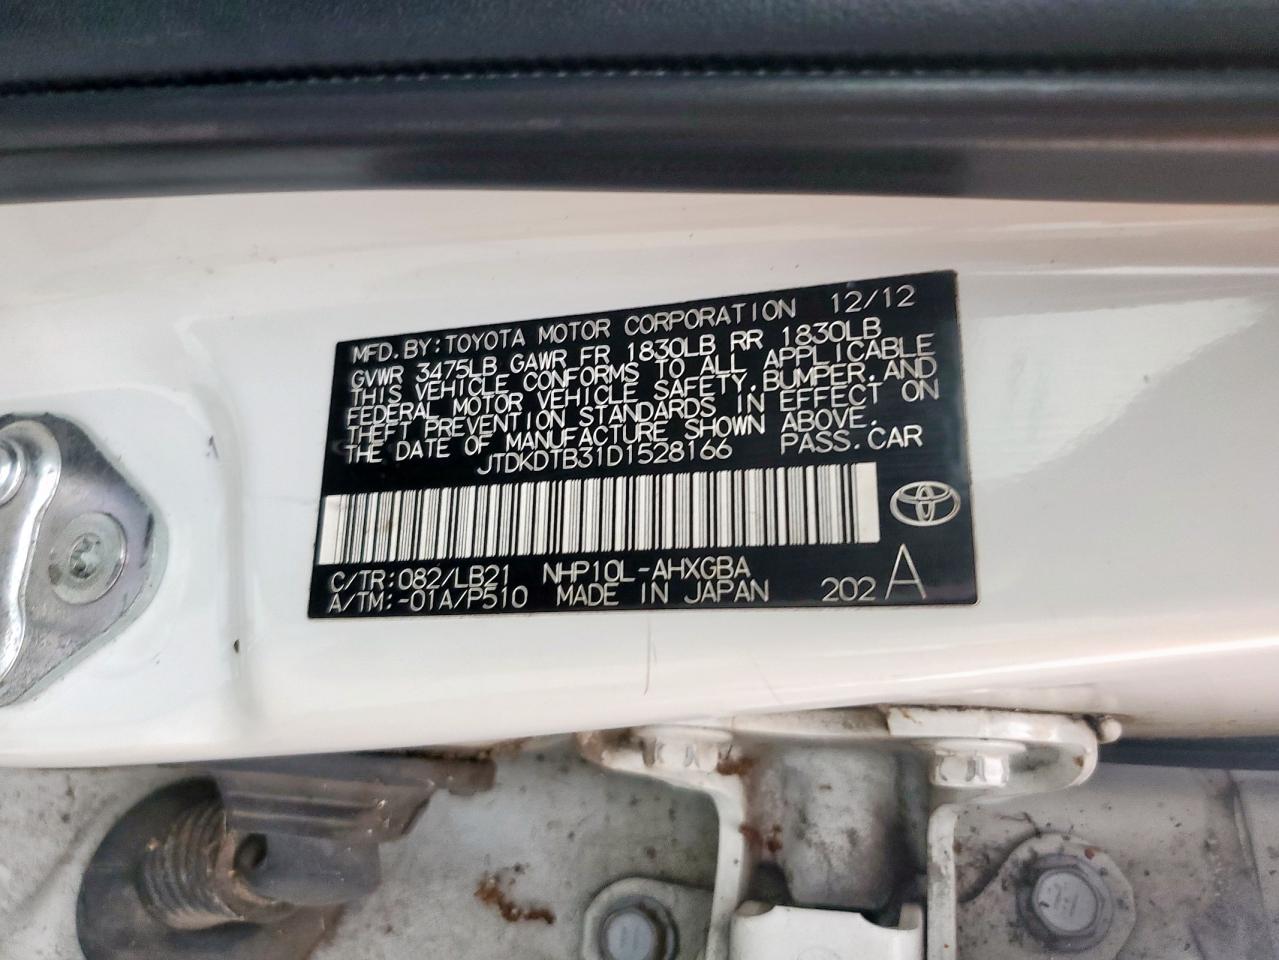 MFD. BY: TOYOTA MOTOR CORPORATION 12/12
GVWR 3475LB GAWR FR 1830LB RR 1830LB
THIS VEHICLE CONFORMS TO ALL APPLICABLE
FEDERAL MOTOR VEHICLE SAFETY, BUMPER, AND
THEFT PREVENTION STANDARDS IN EFFECT ON
THE DATE OF MANUFACTURE SHOWN ABOVE.
JTDKDTB31D1528166 PASS. CAR
C/TR: 082/LB21 NHP10L-AHXGBA
A/TM: -01A/P510 MADE IN JAPAN 202 A